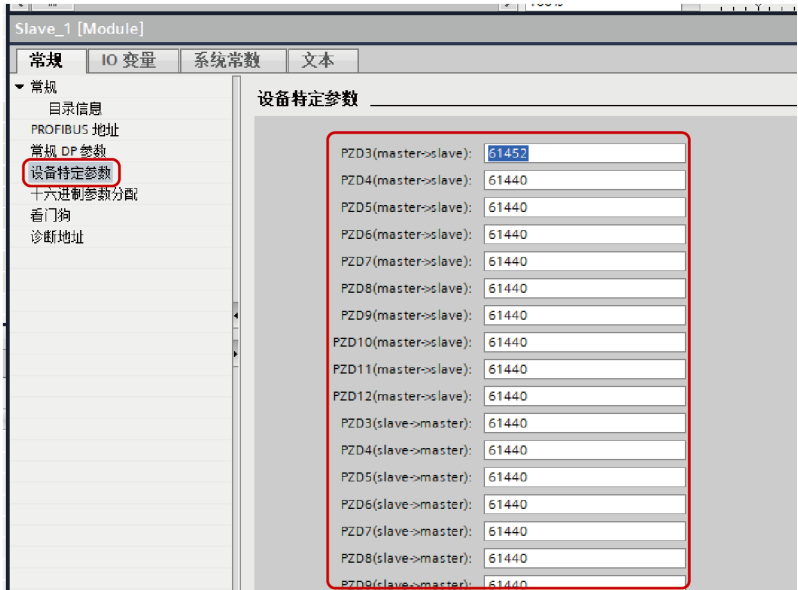 Slave_1 [Module]
常规
IO 变量
系统常数
文本
常规
目录信息
PROFIBUS 地址
常规 DP 参数
设备特定参数
十六进制参数分配
看门狗
诊断地址
设备特定参数
PZD3(master->slave): 61452
PZD4(master->slave): 61440
PZD5(master->slave): 61440
PZD6(master->slave): 61440
PZD7(master->slave): 61440
PZD8(master->slave): 61440
PZD9(master->slave): 61440
PZD10(master->slave): 61440
PZD11(master->slave): 61440
PZD12(master->slave): 61440
PZD3(slave->master): 61440
PZD4(slave->master): 61440
PZD5(slave->master): 61440
PZD6(slave->master): 61440
PZD7(slave->master): 61440
PZD8(slave->master): 61440
PZD9(slave->master): 61440